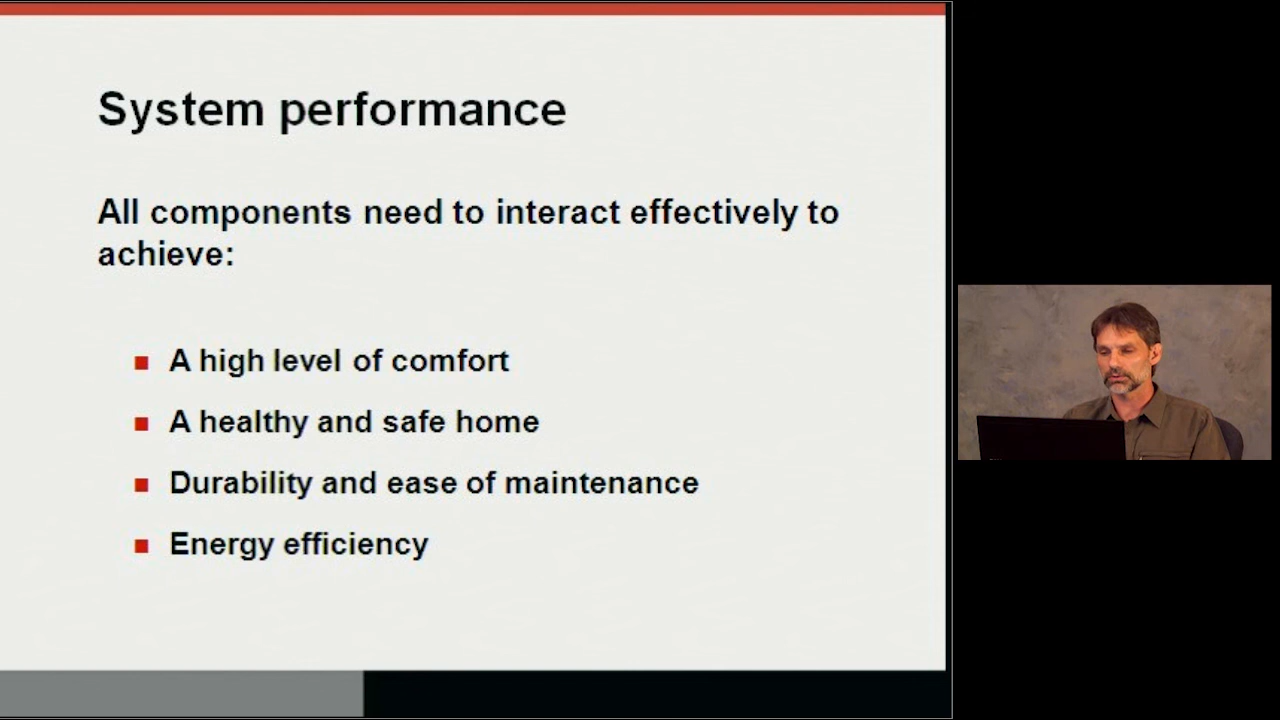 System performance
All components need to interact effectively to
achieve:
A high level of comfort
A healthy and safe home
Durability and ease of maintenance
Energy efficiency